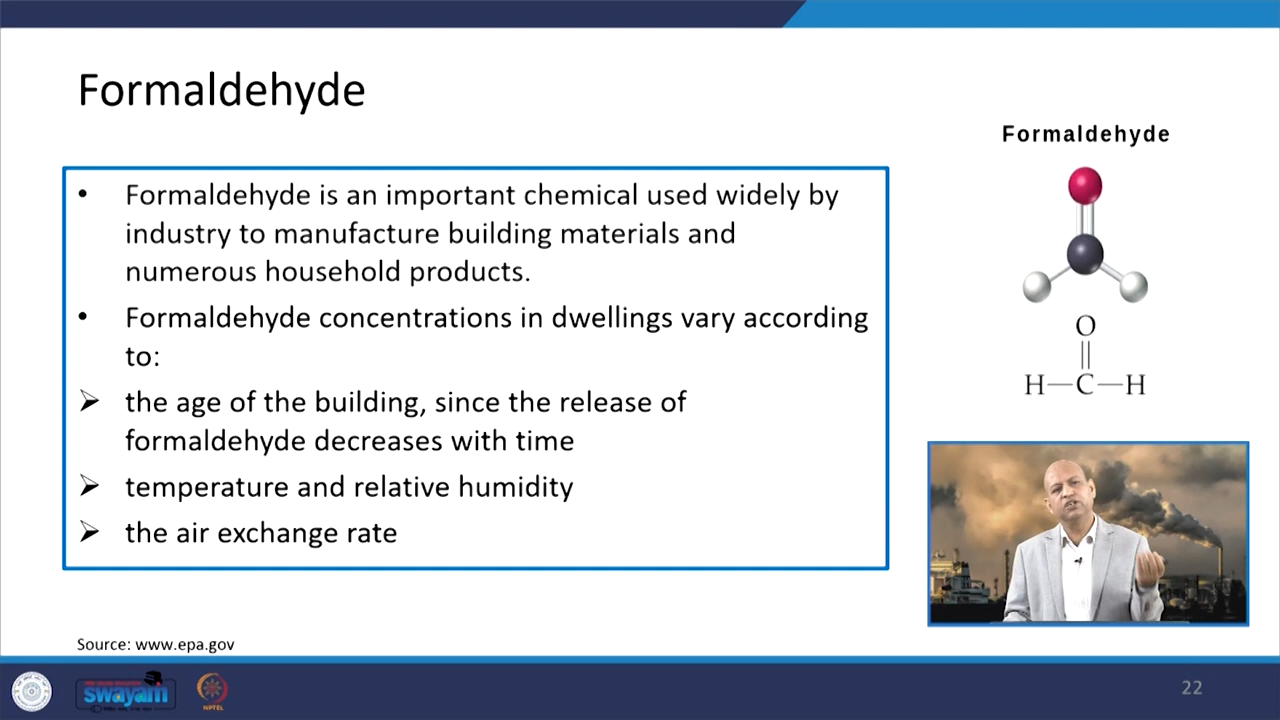 Formaldehyde
Formaldehyde
• Formaldehyde is an important chemical used widely by
industry to manufacture building materials and
numerous household products.
• Formaldehyde concentrations in dwellings vary according
to:
➢ the age of the building, since the release of
formaldehyde decreases with time
➢ temperature and relative humidity
➢ the air exchange rate
O
H—C—H
Source: www.epa.gov
swayam
NPTEL
22